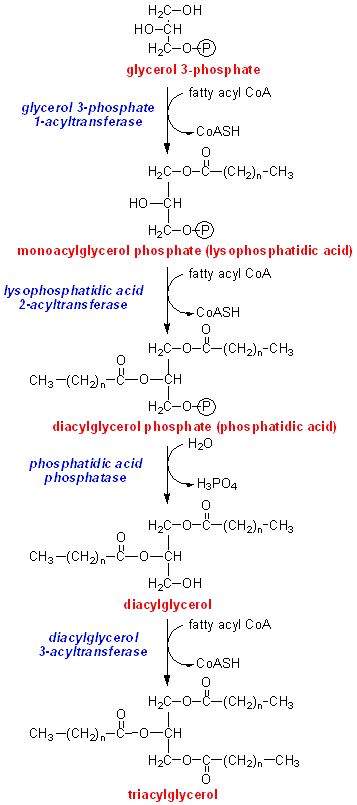 H2C–OH
HO–CH
H2C–O–P
glycerol 3-phosphate
glycerol 3-phosphate
1-acyltransferase
fatty acyl CoA
CoASH
O
H2C–O–C–(CH2)n–CH3
HO–CH
H2C–O–P
monoacylglycerol phosphate (lysophosphatidic acid)
lysophosphatidic acid
2-acyltransferase
fatty acyl CoA
CoASH
O
H2C–O–C–(CH2)n–CH3
O
CH3–(CH2)n–C–O–CH
H2C–O–P
diacylglycerol phosphate (phosphatidic acid)
phosphatidic acid
phosphatase
H2O
H3PO4
O
H2C–O–C–(CH2)n–CH3
O
CH3–(CH2)n–C–O–CH
H2C–OH
diacylglycerol
diacylglycerol
3-acyltransferase
fatty acyl CoA
CoASH
O
H2C–O–C–(CH2)n–CH3
O
CH3–(CH2)n–C–O–CH
H2C–O–C–(CH2)n–CH3
O
triacylglycerol